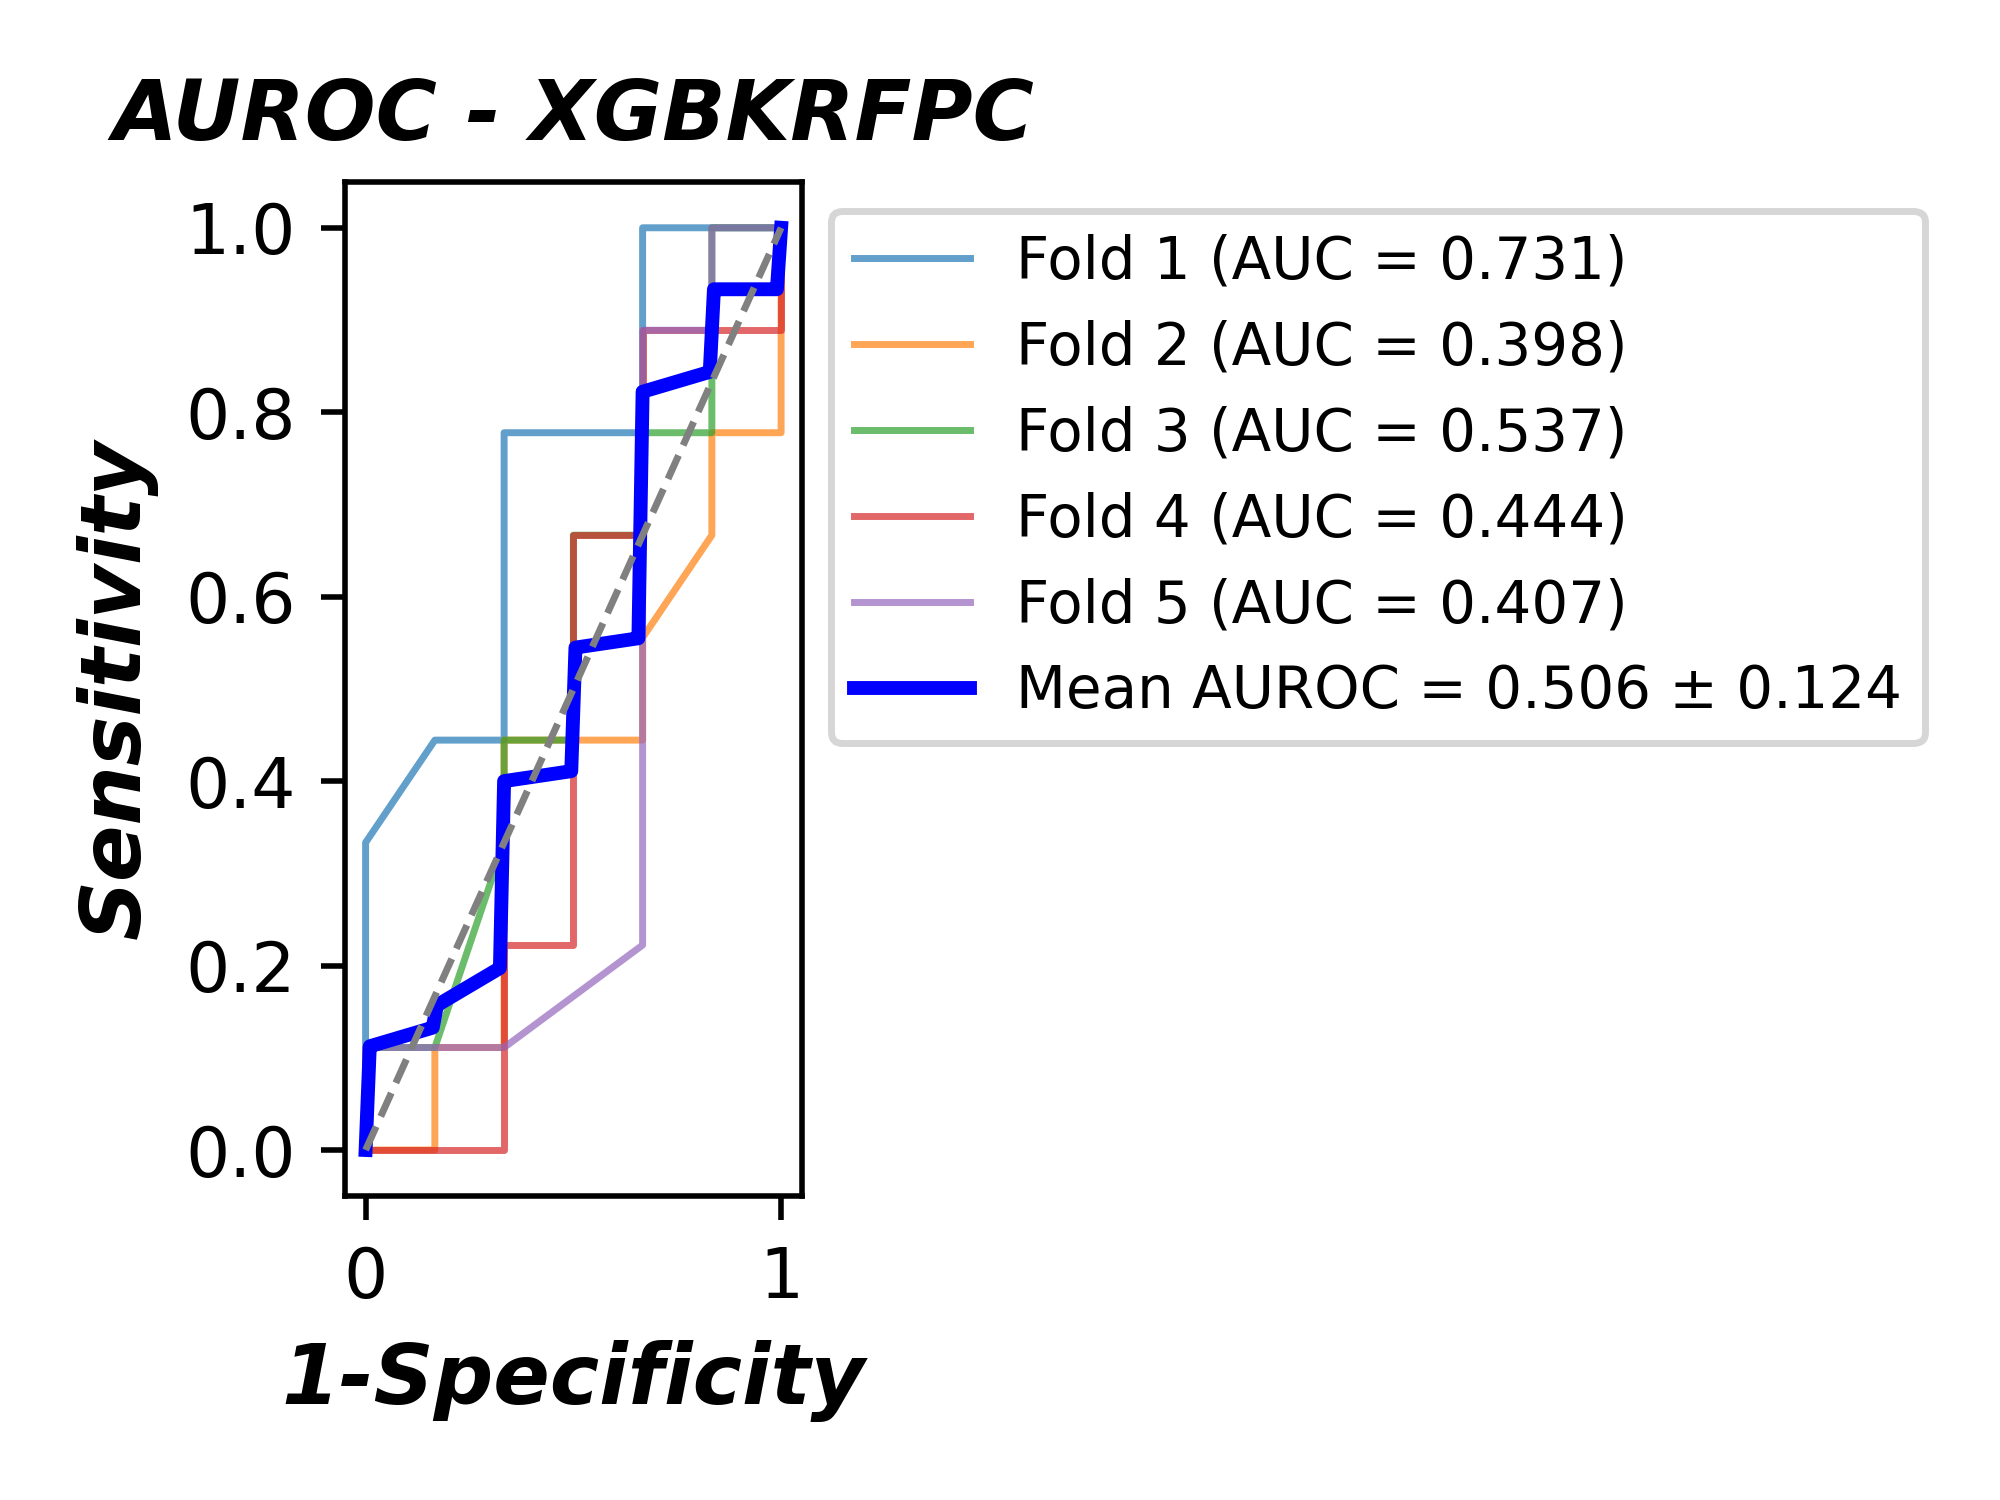 AUROC - XGBKRFPC
1.0
0.8
0.6
0.4
0.2
0.0
Sensitivity
0 1
1-Specificity
Fold 1 (AUC = 0.731)
Fold 2 (AUC = 0.398)
Fold 3 (AUC = 0.537)
Fold 4 (AUC = 0.444)
Fold 5 (AUC = 0.407)
Mean AUROC = 0.506 ± 0.124